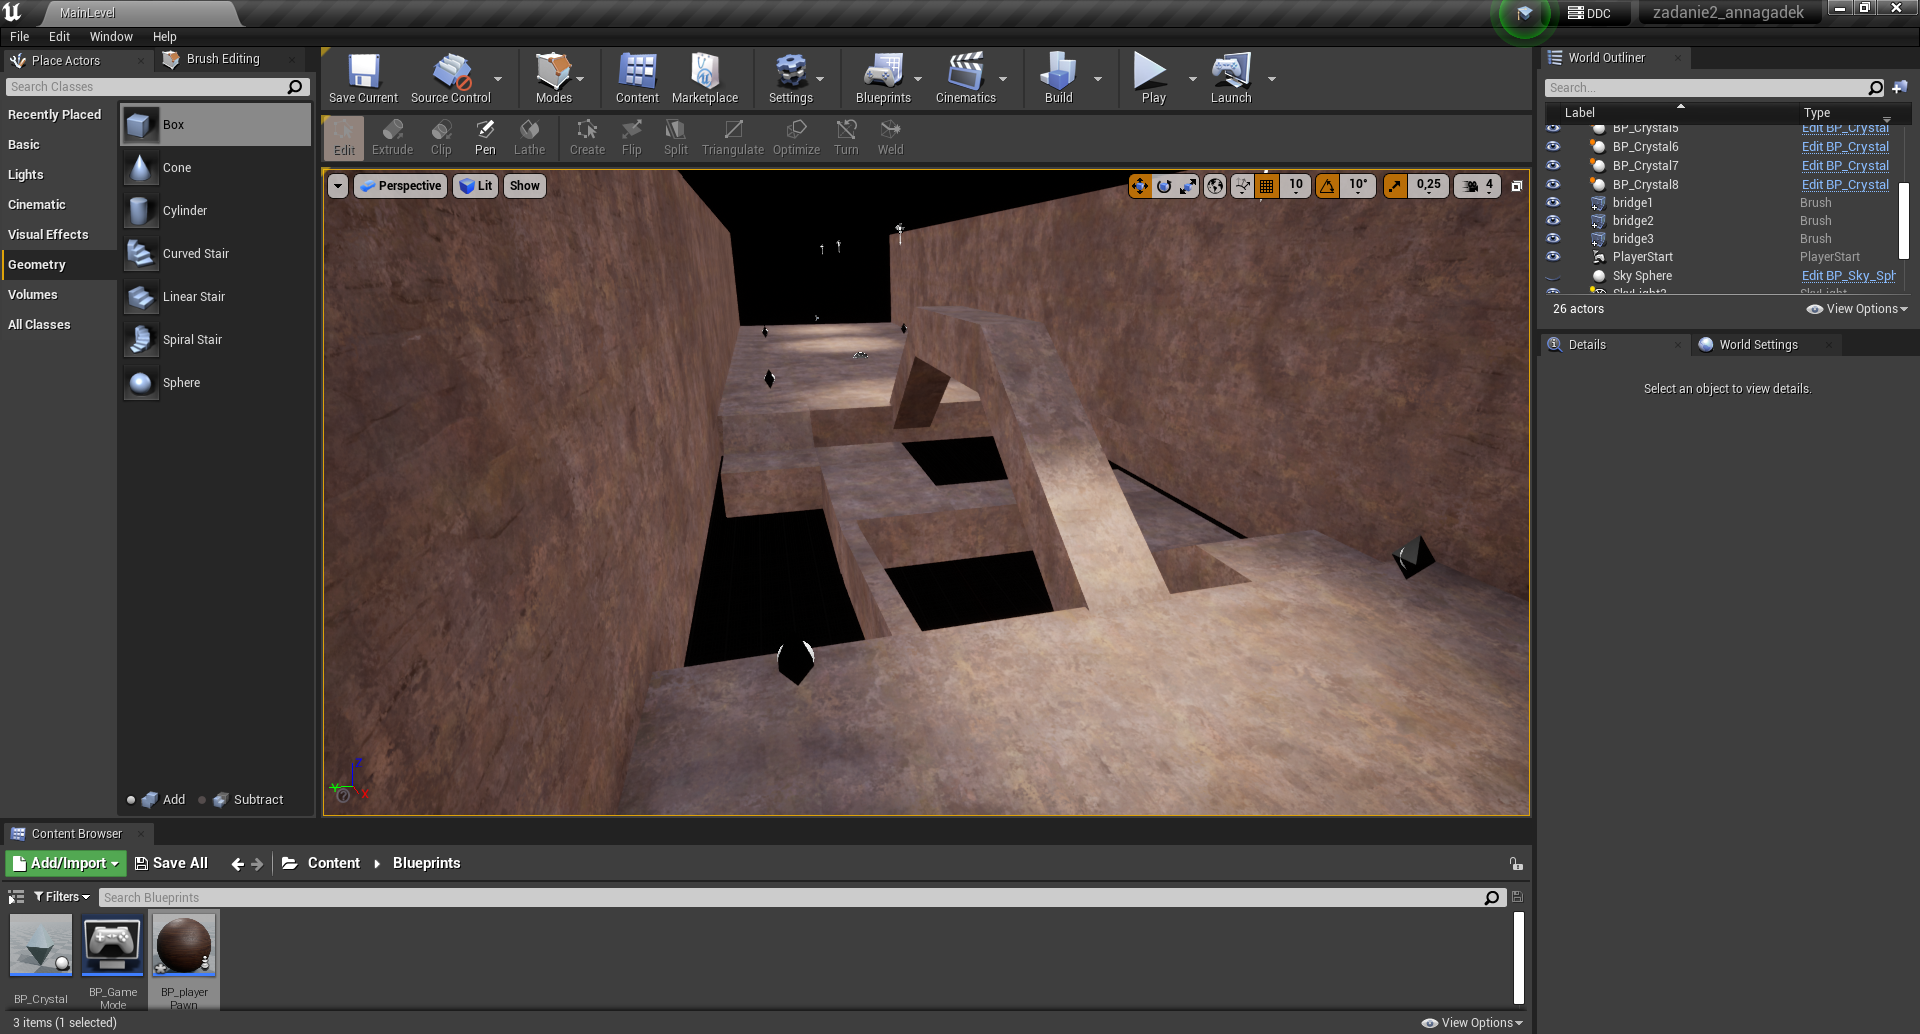 MainLevel
DDC
zadanie2_annagadek
File Edit Window Help
Place Actors
Brush Editing
Search Classes
Recently Placed
Basic
Lights
Cinematic
Visual Effects
Geometry
Volumes
All Classes
Box
Cone
Cylinder
Curved Stair
Linear Stair
Spiral Stair
Sphere
Add
Subtract
Save Current
Source Control
Modes
Content
Marketplace
Settings
Blueprints
Cinematics
Build
Play
Launch
Edit
Extrude
Clip
Pen
Lathe
Create
Flip
Split
Triangulate
Optimize
Turn
Weld
Perspective
Lit
Show
10
10°
0,25
4
Z
Y
X
World Outliner
Search...
Label
Type
BP_Crystal5 Edit BP_Crystal
BP_Crystal6 Edit BP_Crystal
BP_Crystal7 Edit BP_Crystal
BP_Crystal8 Edit BP_Crystal
bridge1 Brush
bridge2 Brush
bridge3 Brush
PlayerStart PlayerStart
Sky Sphere Edit BP_Sky_Sph
SkyLight2 SkyLight
26 actors
View Options
Details
World Settings
Select an object to view details.
Content Browser
Add/Import
Save All
Content
Blueprints
Filters
Search Blueprints
BP_Crystal
BP_Game
Mode
BP_player
Pawn
3 items (1 selected)
View Options